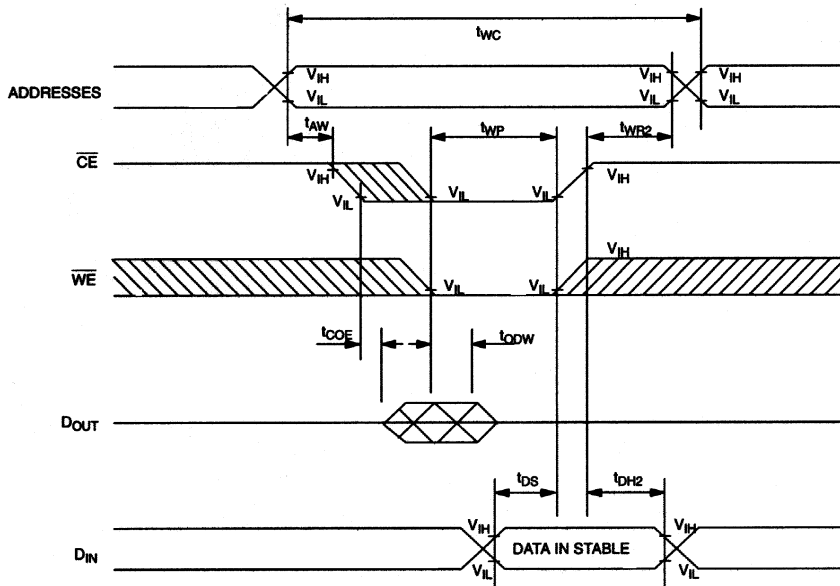 tWC
VIH VIH VIH
ADDRESSES
VIL VIL VIL
tAW tWP tWR2
CE
VIH VIH
VIL VIL VIL
VIH
WE
VIL VIL
tCOE tODW
DOUT
tDS tDH2
VIH VIH
DIN DATA IN STABLE
VIL VIL